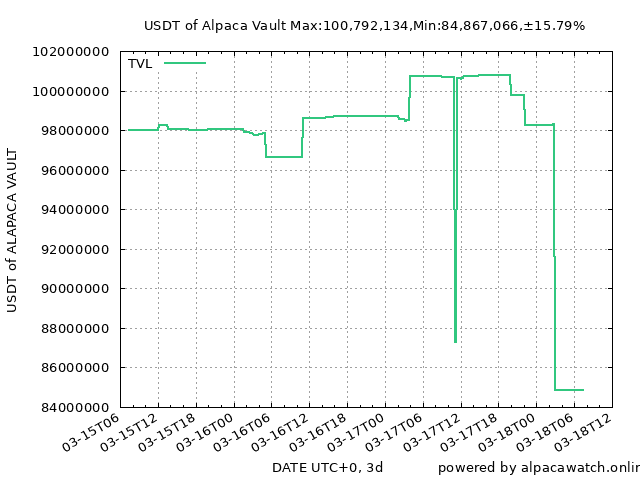 USDT of Alpaca Vault Max:100,792,134,Min:84,867,066,±15.79%
TVL
102000000
100000000
98000000
96000000
94000000
92000000
90000000
88000000
86000000
84000000
USDT of ALAPACA VAULT
03-15T06
03-15T12
03-15T18
03-16T00
03-16T06
03-16T12
03-16T18
03-17T00
03-17T06
03-17T12
03-17T18
03-18T00
03-18T06
03-18T12
DATE UTC+0, 3d
powered by alpacawatch.onlin